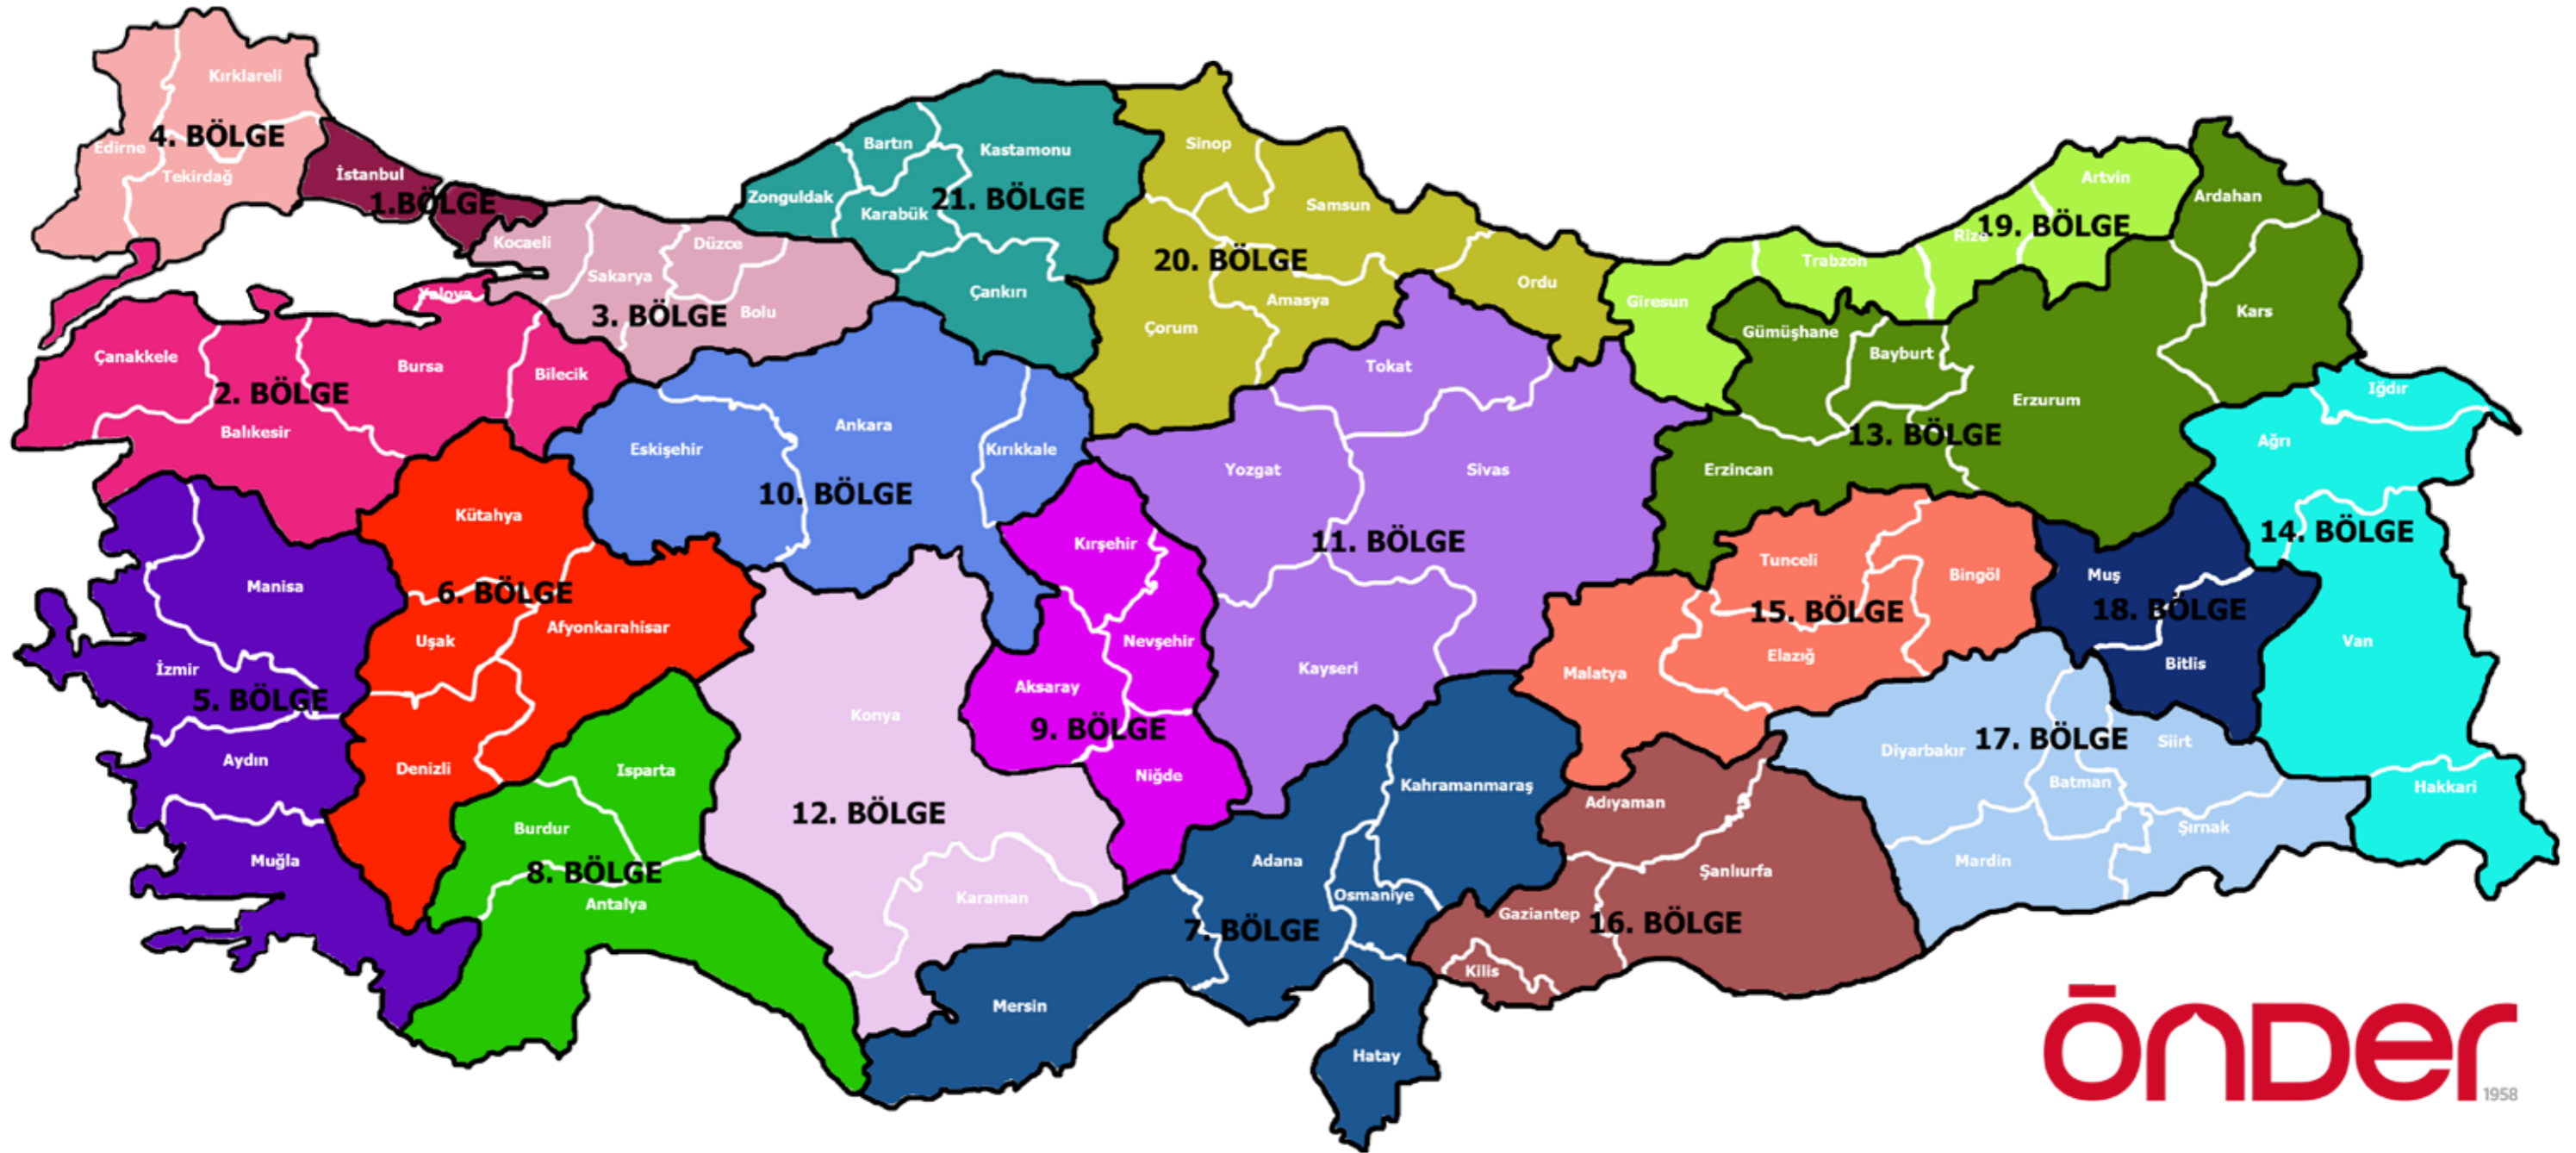 Kırklareli
4. BÖLGE
Edirne
Tekirdağ
İstanbul
1.BÖLGE
Kocaeli
Sakarya
Düzce
3. BÖLGE
Bolu
Yalova
Çanakkele
Bursa
Bilecik
2. BÖLGE
Balıkesir
Bartın
Kastamonu
Zonguldak
Karabük
21. BÖLGE
Çankırı
Sinop
Samsun
20. BÖLGE
Ordu
Amasya
Çorum
Artvin
Rize
19. BÖLGE
Trabzon
Giresun
Ardahan
Kars
Gümüşhane
Bayburt
Erzurum
13. BÖLGE
Erzincan
Iğdır
Ağrı
14. BÖLGE
Van
Hakkari
Tokat
Yozgat
Sivas
11. BÖLGE
Kayseri
Ankara
Eskişehir
Kırıkkale
10. BÖLGE
Kütahya
6. BÖLGE
Uşak
Afyonkarahisar
Denizli
Manisa
İzmir
5. BÖLGE
Aydın
Muğla
Isparta
Burdur
8. BÖLGE
Antalya
Konya
12. BÖLGE
Karaman
Kırşehir
Nevşehir
Aksaray
9. BÖLGE
Niğde
Kahramanmaraş
Adana
Osmaniye
7. BÖLGE
Mersin
Hatay
Tunceli
Bingöl
15. BÖLGE
Elazığ
Malatya
Muş
18. BÖLGE
Bitlis
17. BÖLGE
Siirt
Diyarbakır
Batman
Şırnak
Mardin
Adıyaman
Şanlıurfa
Gaziantep
16. BÖLGE
Kilis
ÖNDER
1958